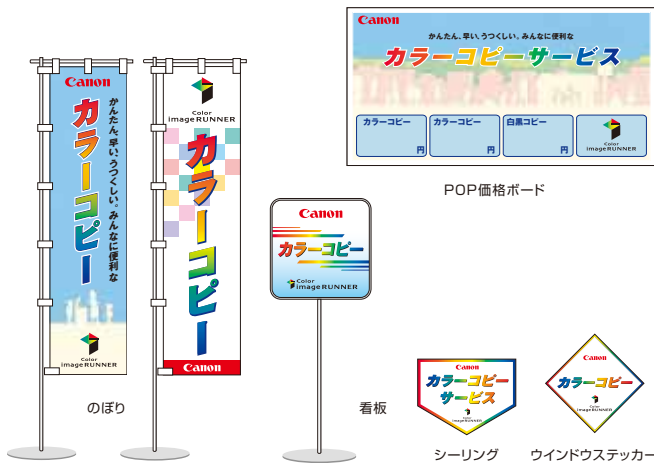 Canon
カラーコピー
かんたん、早い、うつくしい。みんなに便利な
Color
imageRUNNER
Color
imageRUNNER
カラーコピー
Canon
のぼり
Canon
カラーコピー
Color
imageRUNNER
看板
Canon
かんたん、早い、うつくしい。みんなに便利な
カラーコピーサービス
カラーコピー
円
カラーコピー
円
白黒コピー
円
Color
imageRUNNER
POP価格ボード
Canon
カラーコピー
サービス
Color
imageRUNNER
シーリング
Canon
カラーコピー
Color
imageRUNNER
ウインドウステッカー